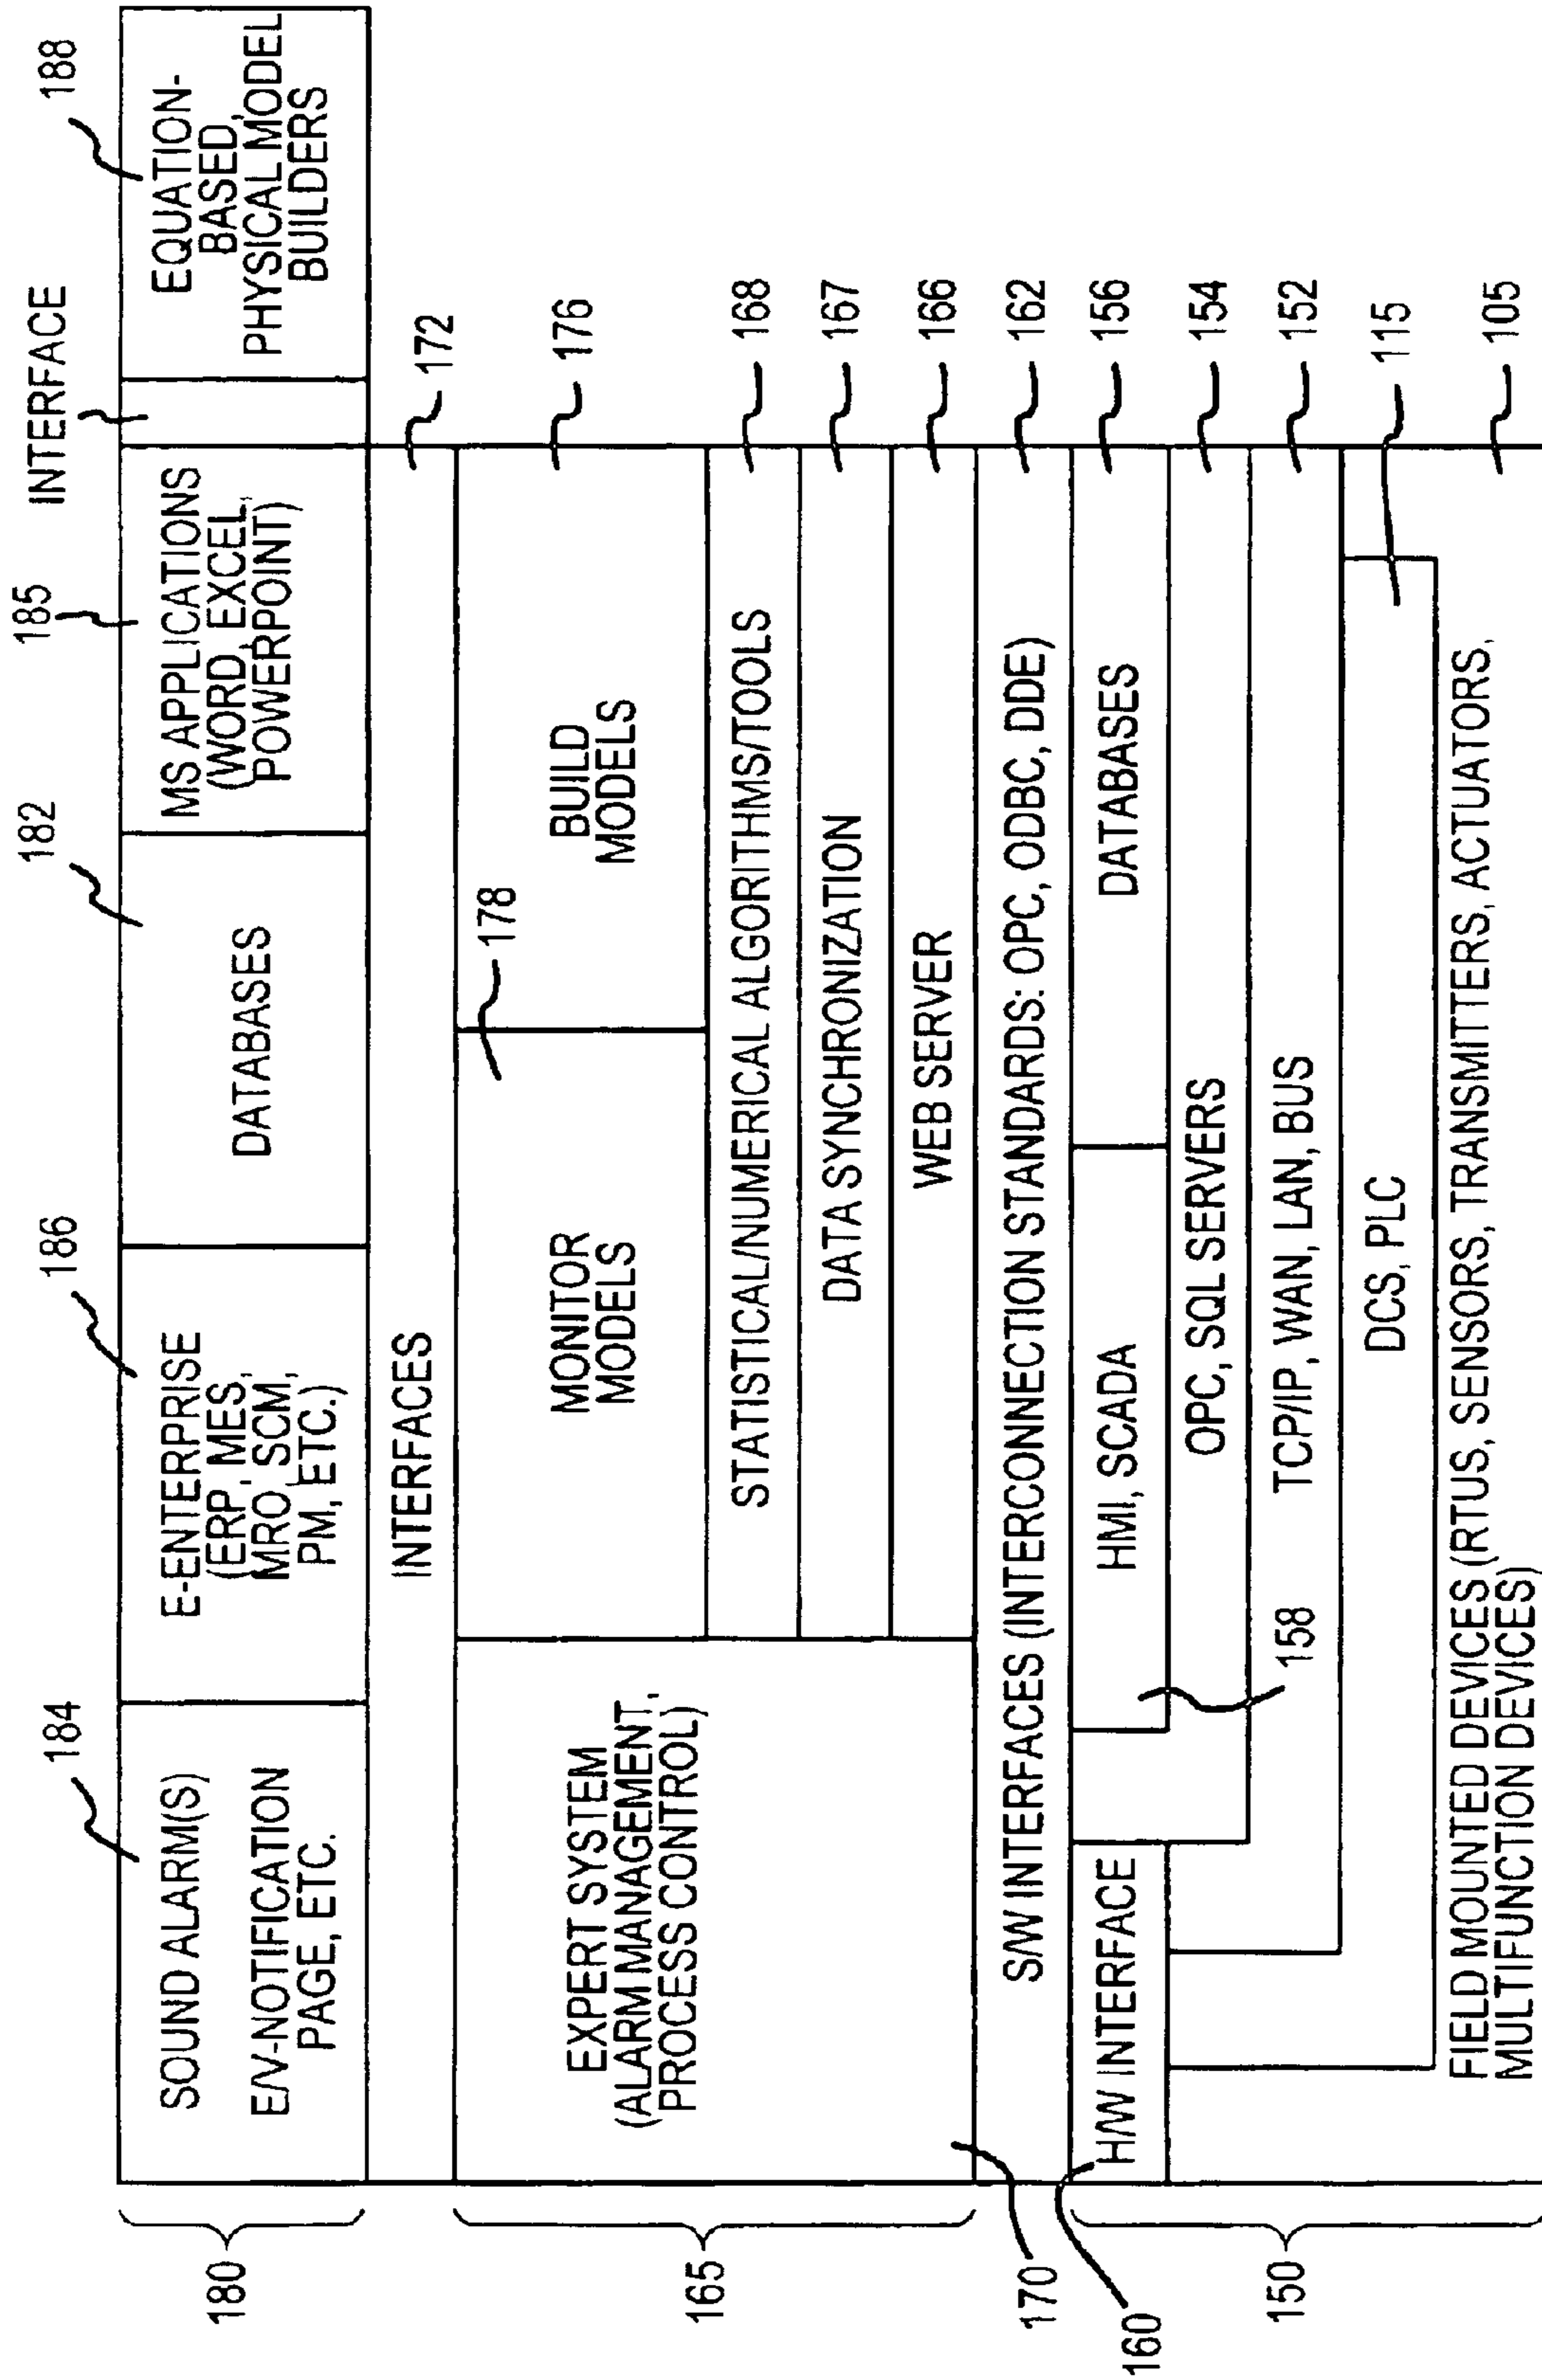 184
186
182
185
INTERFACE
188
SOUND ALARM(S)
E/V-NOTIFICATION
PAGE, ETC.
E-ENTERPRISE
(ERP, MES,
MRO, SCM,
PM, ETC.)
DATABASES
MS APPLICATIONS
(WORD, EXCEL,
POWERPOINT)
EQUATION-
BASED,
PHYSICAL MODEL
BUILDERS
180
INTERFACES
172
EXPERT SYSTEM
(ALARM MANAGEMENT,
PROCESS CONTROL)
MONITOR
MODELS
178
BUILD
MODELS
176
165
STATISTICAL/NUMERICAL ALGORITHMS/TOOLS
168
DATA SYNCHRONIZATION
167
WEB SERVER
166
170
S/W INTERFACES (INTERCONNECTION STANDARDS: OPC, ODBC, DDE)
162
160
H/W INTERFACE
HMI, SCADA
DATABASES
156
OPC, SQL SERVERS
154
158
TCP/IP, WAN, LAN, BUS
152
150
DCS, PLC
115
FIELD MOUNTED DEVICES (RTUS, SENSORS, TRANSMITTERS, ACTUATORS,
MULTIFUNCTION DEVICES)
105